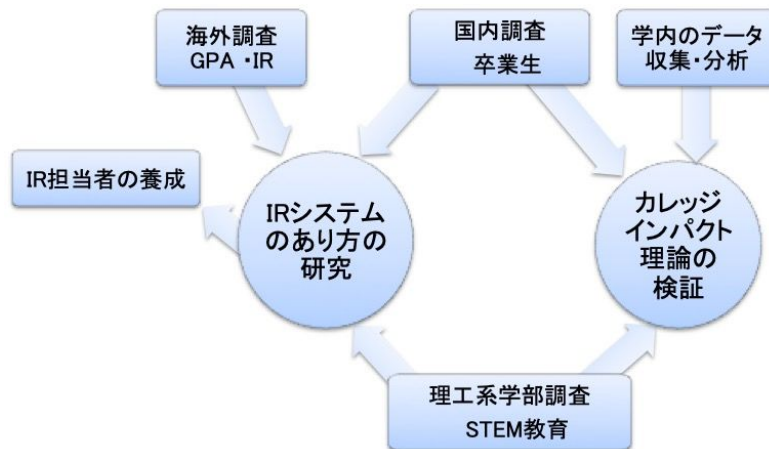 海外調査
GPA ・IR
国内調査
卒業生
学内のデータ
収集・分析
IR担当者の養成
IRシステム
のあり方の
研究
カレッジ
インパクト
理論の
検証
理工系学部調査
STEM教育